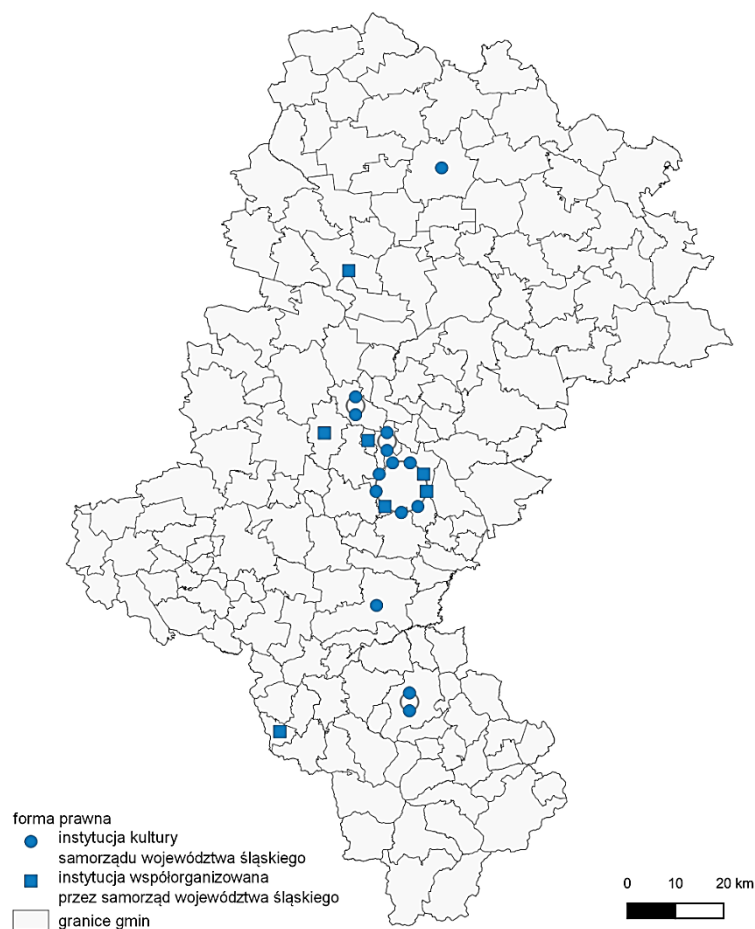 forma prawna
instytucja kultury
samorządu województwa śląskiego
instytucja współorganizowana
przez samorząd województwa śląskiego
granice gmin
0 10 20 km